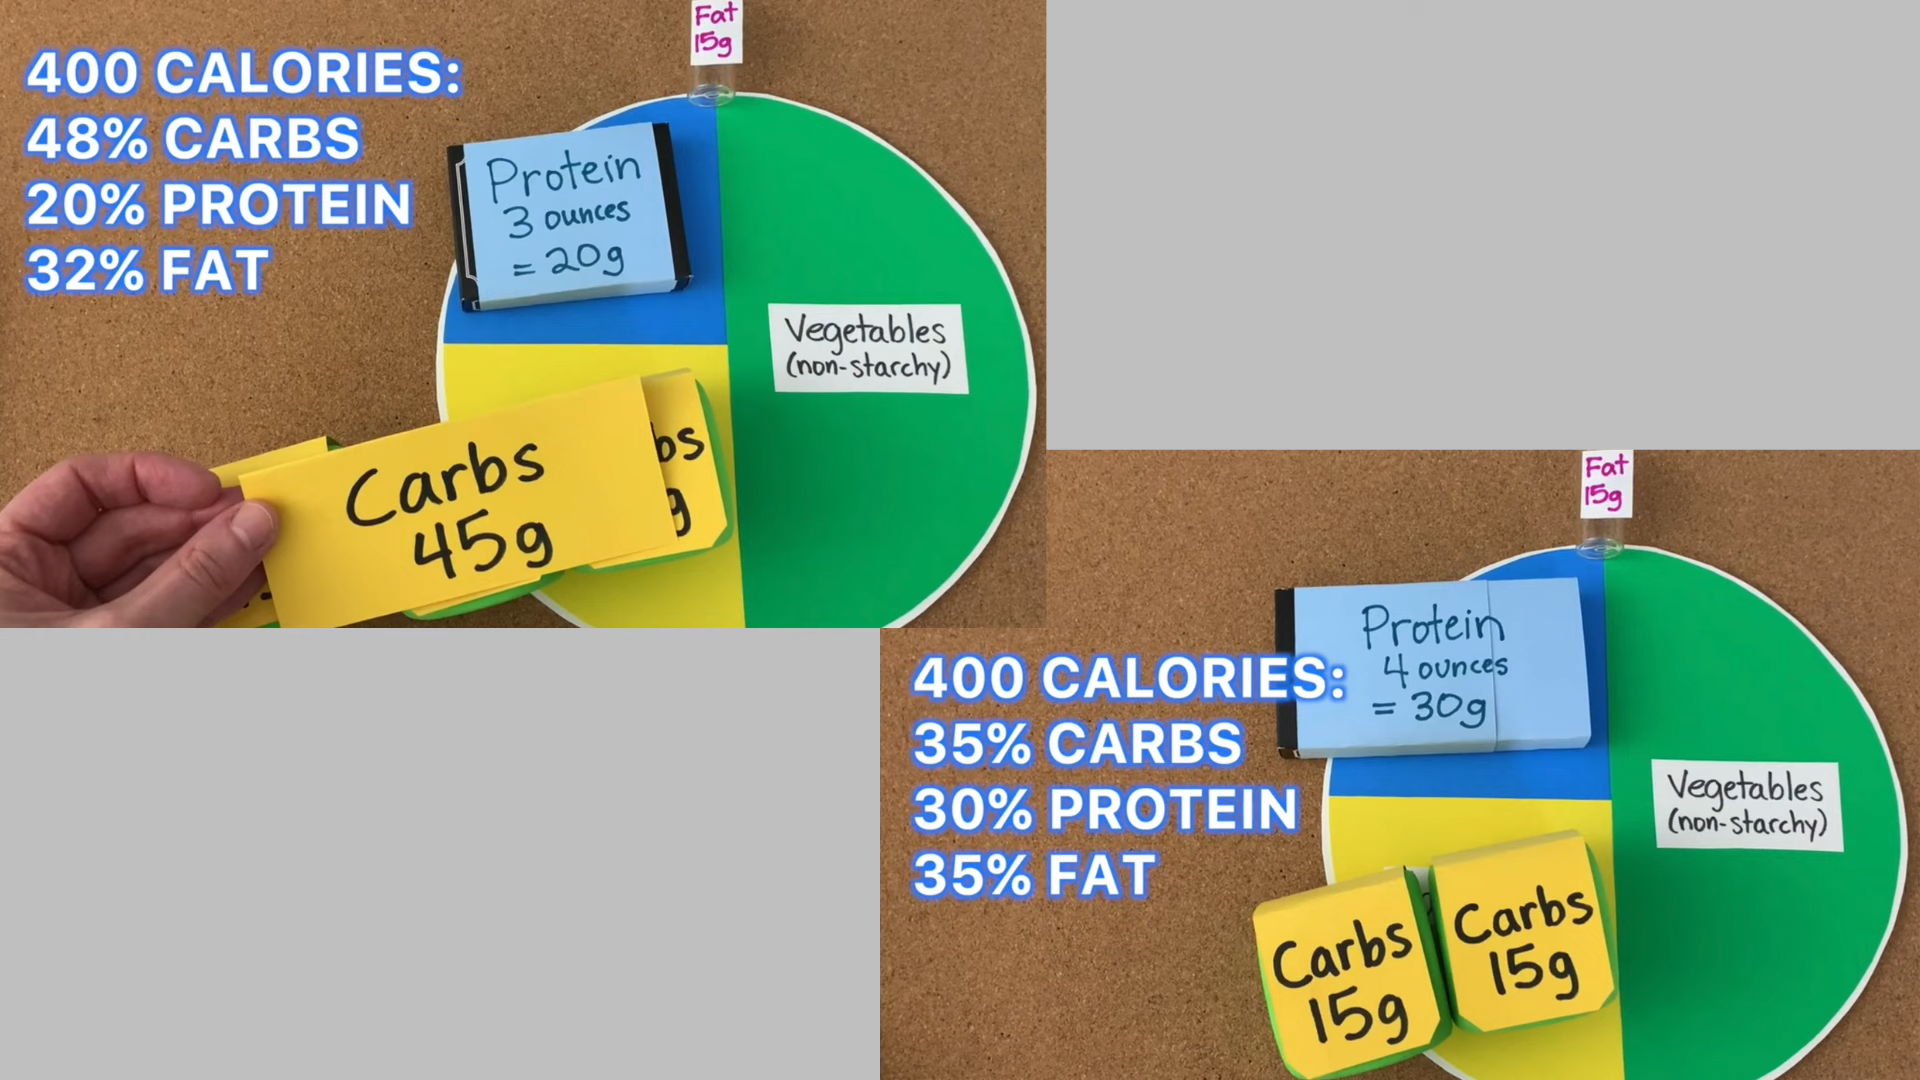 Fat
15g
400 CALORIES:
48% CARBS
20% PROTEIN
32% FAT
Protein
3 ounces
= 20g
Vegetables
(non-starchy)
bs
g
Carbs
45g
Fat
15g
Protein
4 ounces
= 30g
400 CALORIES:
35% CARBS
30% PROTEIN
35% FAT
Vegetables
(non-starchy)
Carbs
15g
Carbs
15g